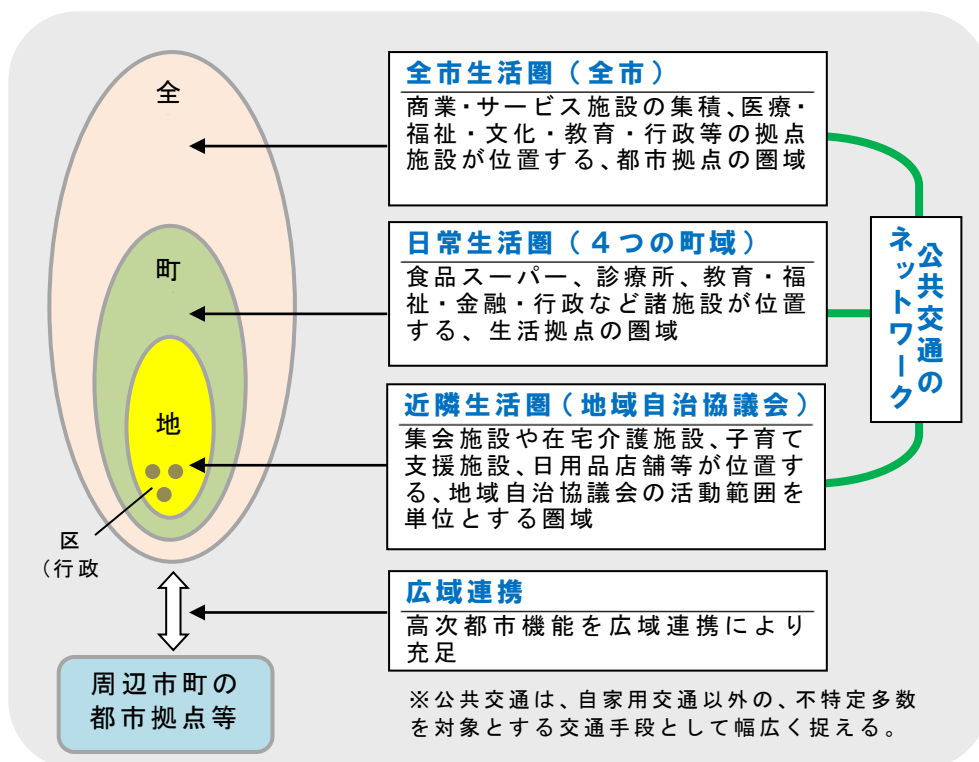 全
町
地
区
（行政
周辺市町の
都市拠点等
全市生活圏（全市）
商業・サービス施設の集積、医療・
福祉・文化・教育・行政等の拠点
施設が位置する、都市拠点の圏域
日常生活圏（４つの町域）
食品スーパー、診療所、教育・福
祉・金融・行政など諸施設が位置
する、生活拠点の圏域
近隣生活圏（地域自治協議会）
集会施設や在宅介護施設、子育て
支援施設、日用品店舗等が位置す
る、地域自治協議会の活動範囲を
単位とする圏域
広域連携
高次都市機能を広域連携により
充足
公共交通の
ネットワーク
※公共交通は、自家用交通以外の、不特定多数
を対象とする交通手段として幅広く捉える。